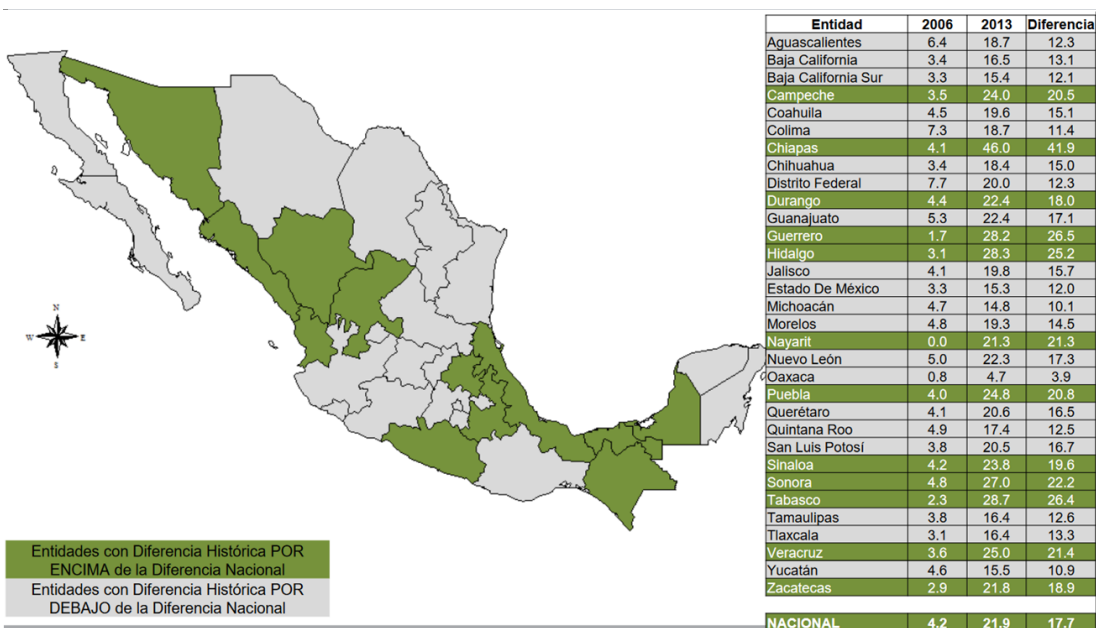 Entidad 2006 2013 Diferencia
Aguascalientes 6.4 18.7 12.3
Baja California 3.4 16.5 13.1
Baja California Sur 3.3 15.4 12.1
Campeche 3.5 24.0 20.5
Coahuila 4.5 19.6 15.1
Colima 7.3 18.7 11.4
Chiapas 4.1 46.0 41.9
Chihuahua 3.4 18.4 15.0
Distrito Federal 7.7 20.0 12.3
Durango 4.4 22.4 18.0
Guanajuato 5.3 22.4 17.1
Guerrero 1.7 28.2 26.5
Hidalgo 3.1 28.3 25.2
Jalisco 4.1 19.8 15.7
Estado De México 3.3 15.3 12.0
Michoacán 4.7 14.8 10.1
Morelos 4.8 19.3 14.5
Nayarit 0.0 21.3 21.3
Nuevo León 5.0 22.3 17.3
Oaxaca 0.8 4.7 3.9
Puebla 4.0 24.8 20.8
Querétaro 4.1 20.6 16.5
Quintana Roo 4.9 17.4 12.5
San Luis Potosí 3.8 20.5 16.7
Sinaloa 4.2 23.8 19.6
Sonora 4.8 27.0 22.2
Tabasco 2.3 28.7 26.4
Tamaulipas 3.8 16.4 12.6
Tlaxcala 3.1 16.4 13.3
Veracruz 3.6 25.0 21.4
Yucatán 4.6 15.5 10.9
Zacatecas 2.9 21.8 18.9
NACIONAL 4.2 21.9 17.7
N
W E
S
Entidades con Diferencia Histórica POR
ENCIMA de la Diferencia Nacional
Entidades con Diferencia Histórica POR
DEBAJO de la Diferencia Nacional